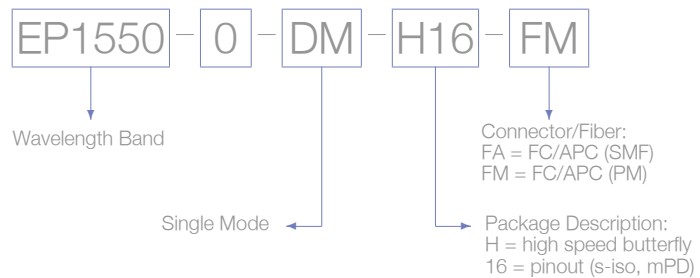 EP1550 - 0 - DM - H16 - FM
Wavelength Band
Connector/Fiber:
FA = FC/APC (SMF)
FM = FC/APC (PM)
Single Mode
Package Description:
H = high speed butterfly
16 = pinout (s-iso, mPD)